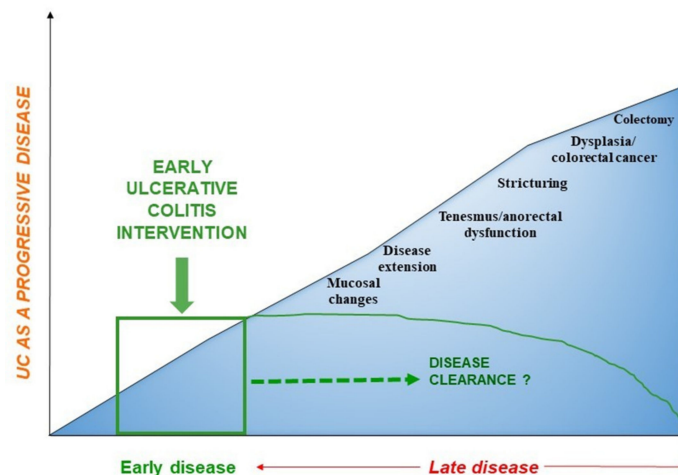 UC AS A PROGRESSIVE DISEASE
EARLY
ULCERATIVE
COLITIS
INTERVENTION
Colectomy
Dysplasia/
colorectal cancer
Stricturing
Tenesmus/anorectal
dysfunction
Disease
extension
Mucosal
changes
DISEASE
CLEARANCE ?
Early disease
Late disease